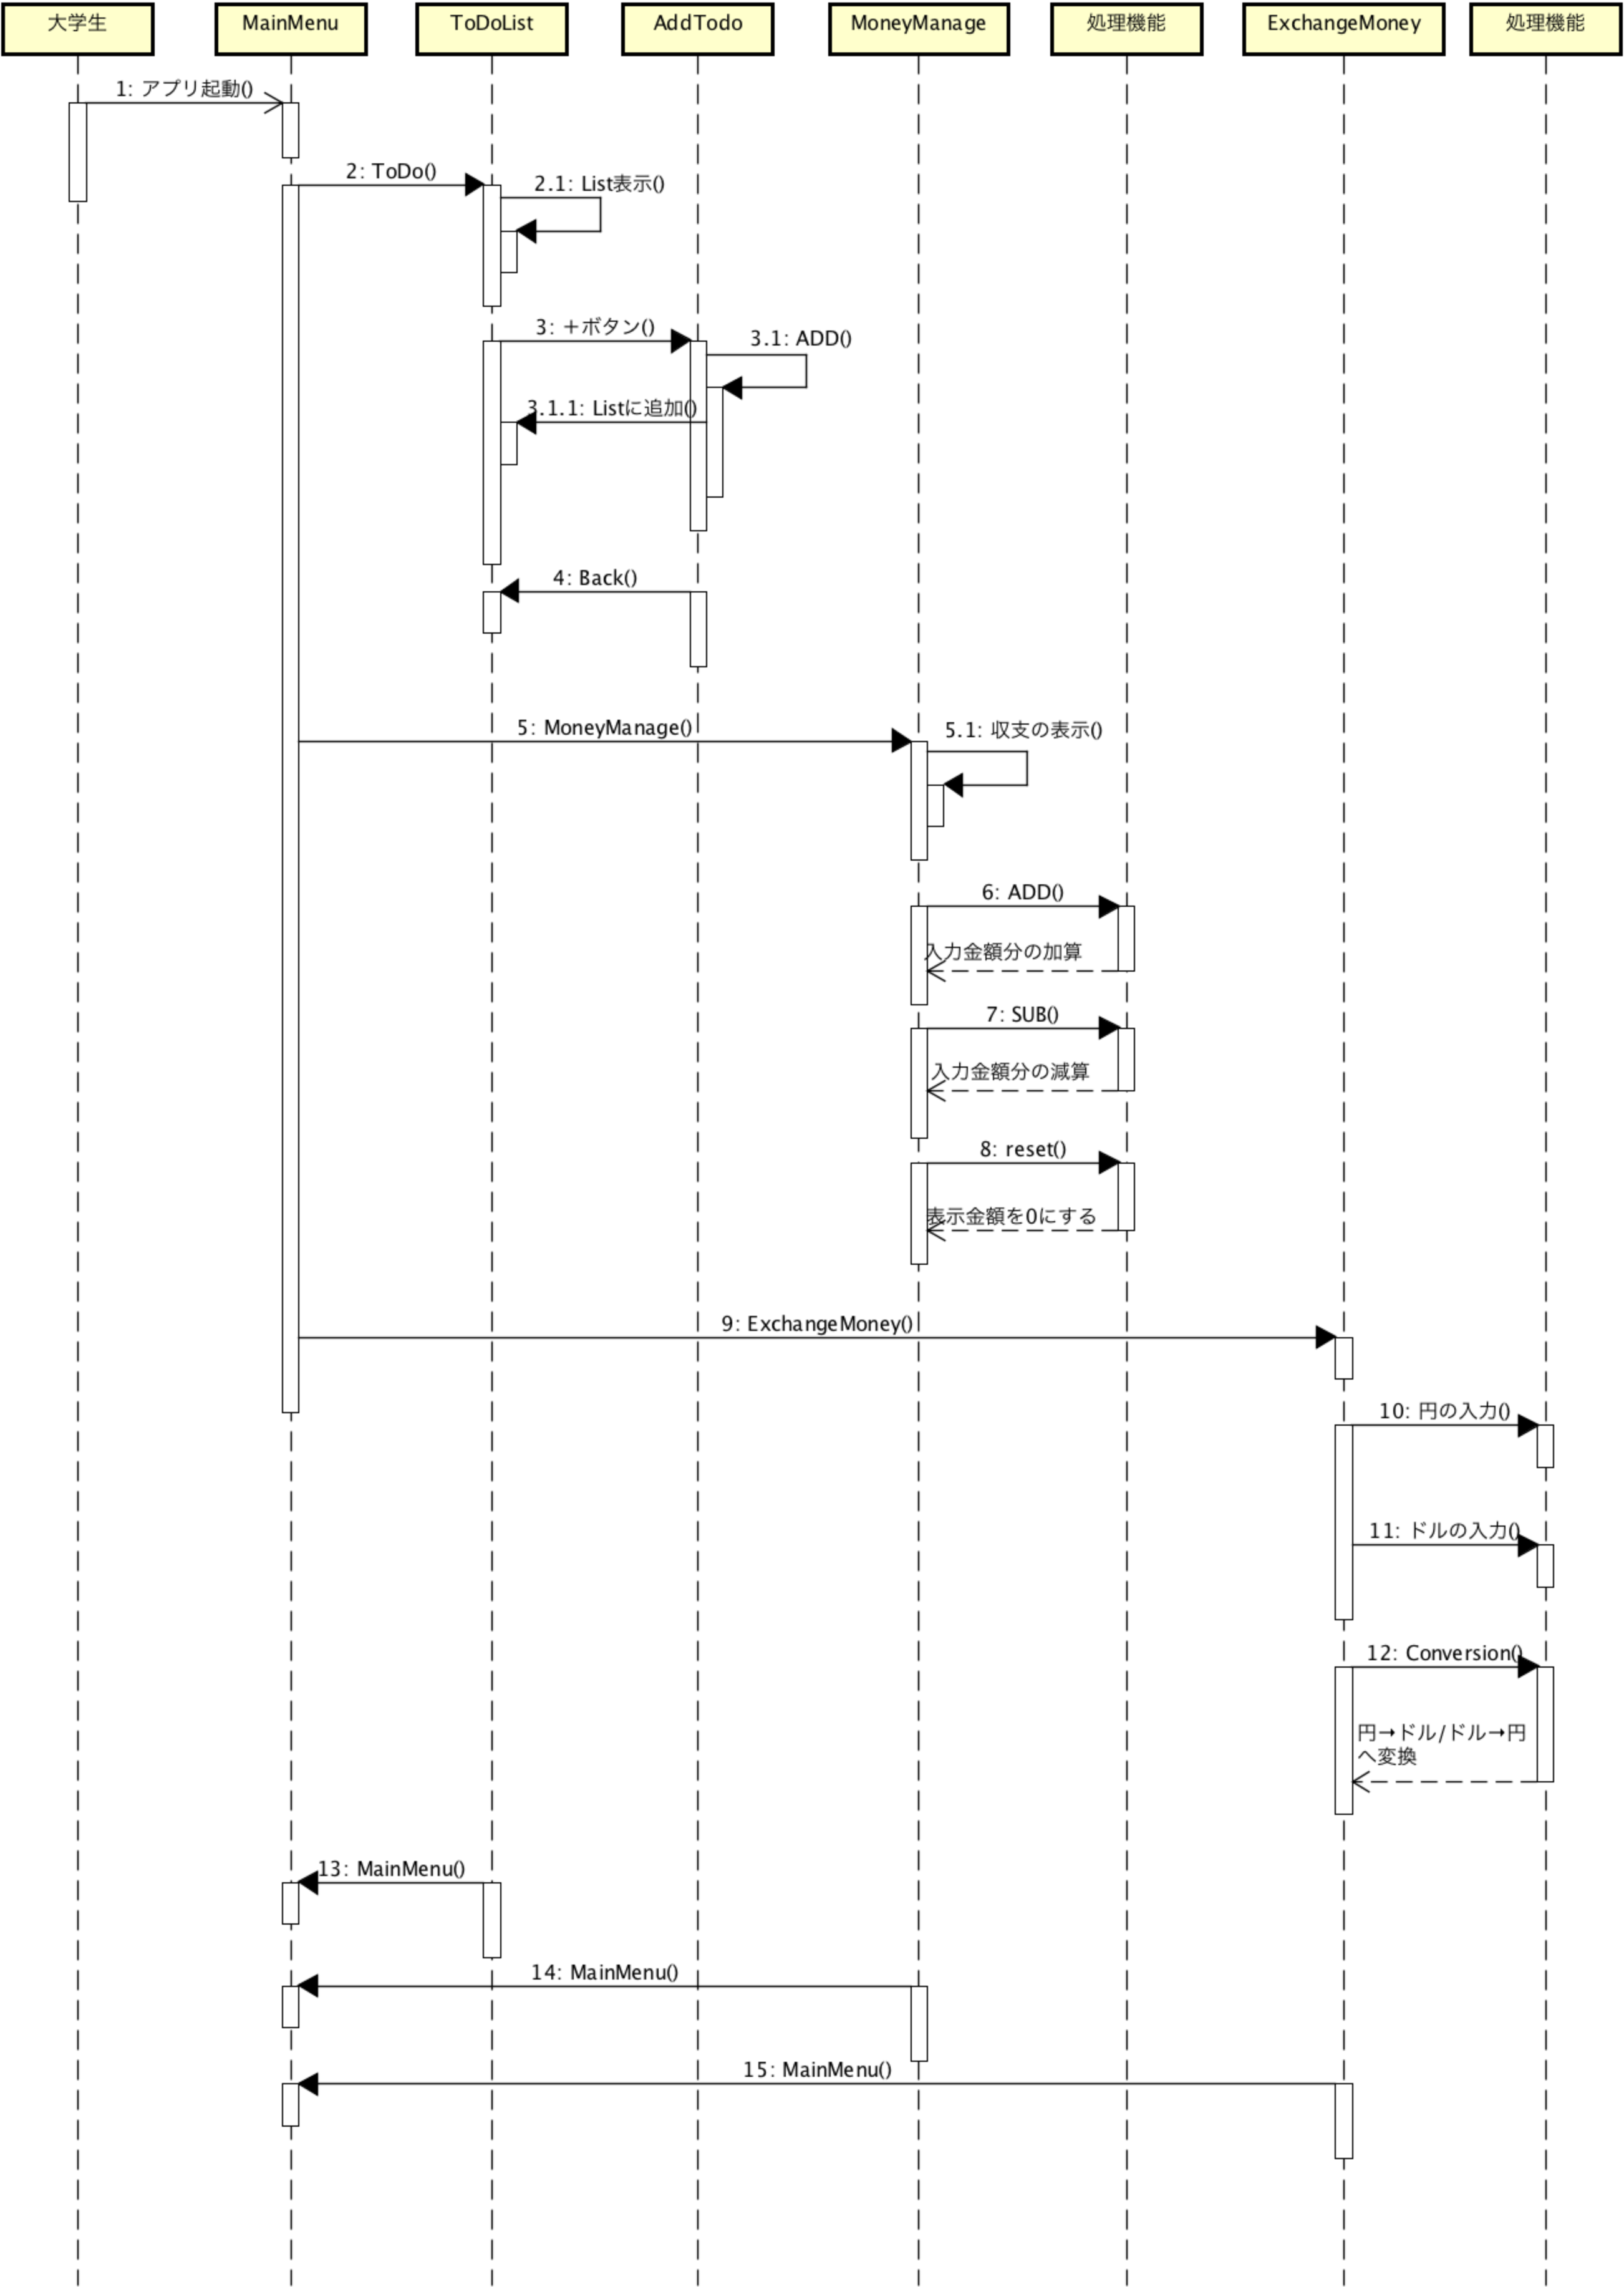 大学生
MainMenu
ToDoList
AddTodo
MoneyManage
処理機能
ExchangeMoney
処理機能
1: アプリ起動()
2: ToDo()
2.1: List表示()
3: ＋ボタン()
3.1: ADD()
3.1.1: Listに追加()
4: Back()
5: MoneyManage()
5.1: 収支の表示()
6: ADD()
入力金額分の加算
7: SUB()
入力金額分の減算
8: reset()
表示金額を0にする
9: ExchangeMoney()
10: 円の入力()
11: ドルの入力()
12: Conversion()
円→ドル/ドル→円
へ変換
13: MainMenu()
14: MainMenu()
15: MainMenu()